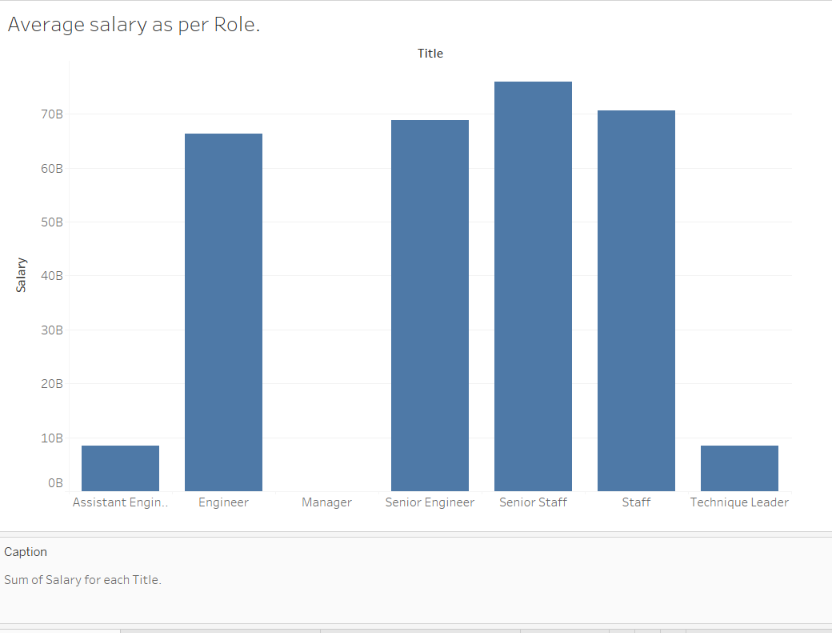 Average salary as per Role.
Title
70B
60B
50B
40B
30B
20B
10B
0B
Salary
Assistant Engin.. Engineer Manager Senior Engineer Senior Staff Staff Technique Leader
Caption
Sum of Salary for each Title.